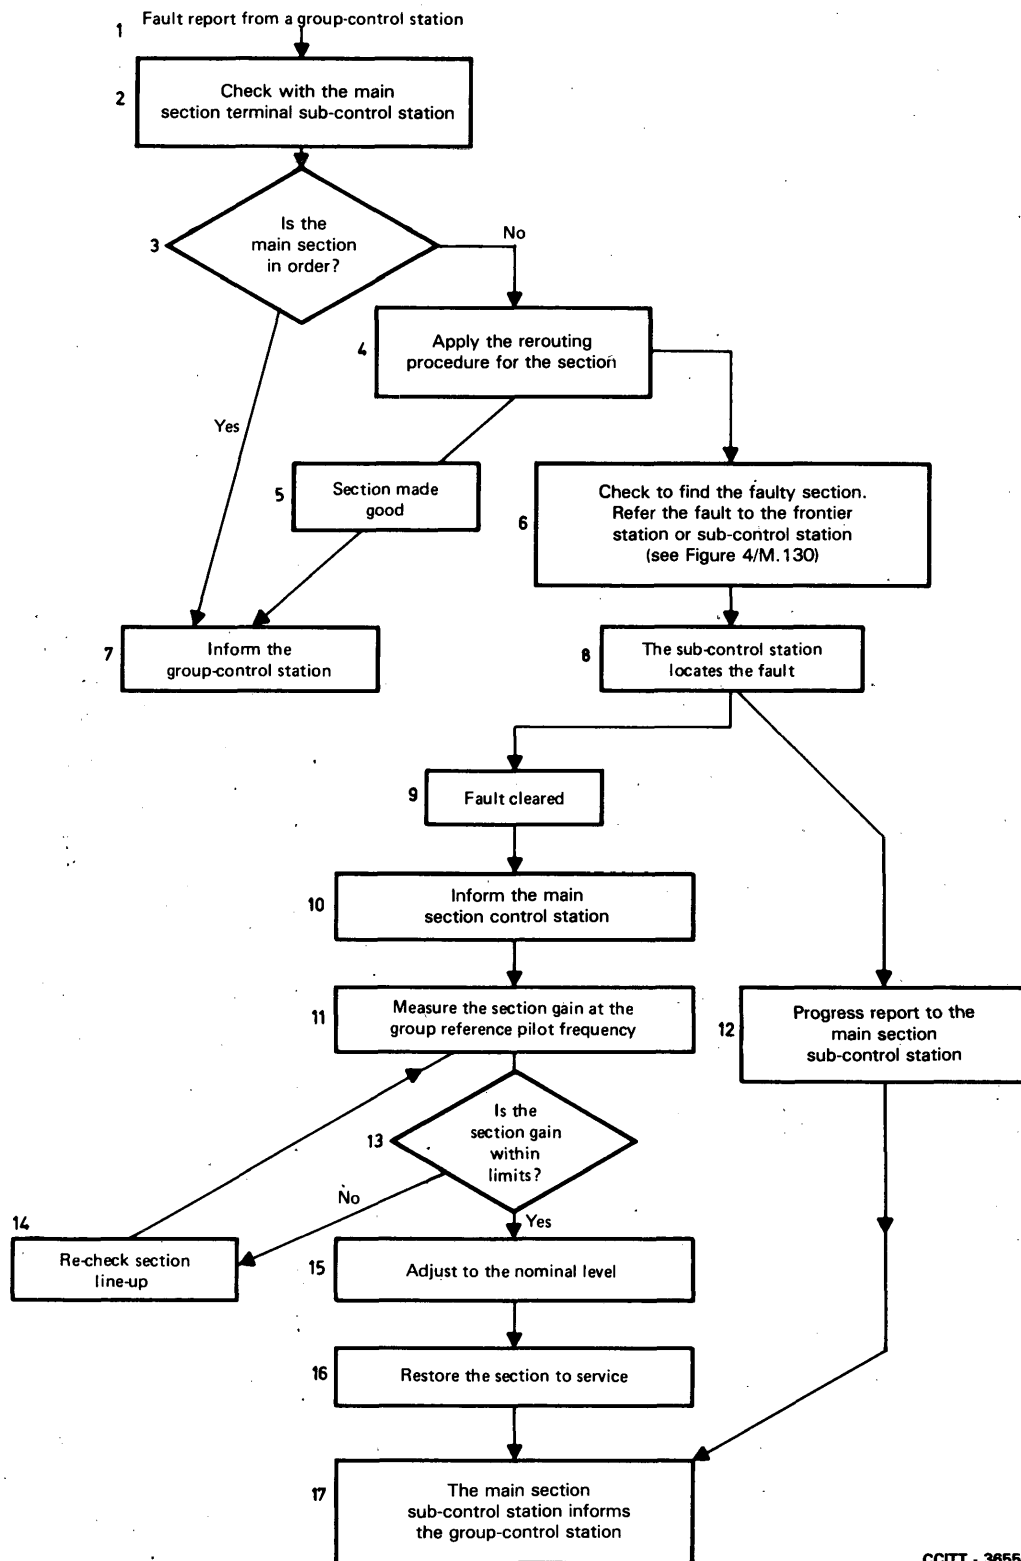 1
Fault report from a group-control station
2
Check with the main
section terminal sub-control station
3
Is the
main section
in order?
No
Yes
4
Apply the rerouting
procedure for the section
5
Section made
good
6
Check to find the faulty section.
Refer the fault to the frontier
station or sub-control station
(see Figure 4/M.130)
7
Inform the
group-control station
8
The sub-control station
locates the fault
9
Fault cleared
10
Inform the main
section control station
11
Measure the section gain at the
group reference pilot frequency
12
Progress report to the
main section
sub-control station
13
Is the
section gain
within
limits?
No
Yes
14
Re-check section
line-up
15
Adjust to the nominal level
16
Restore the section to service
17
The main section
sub-control station informs
the group-control station
CCITT - 3655